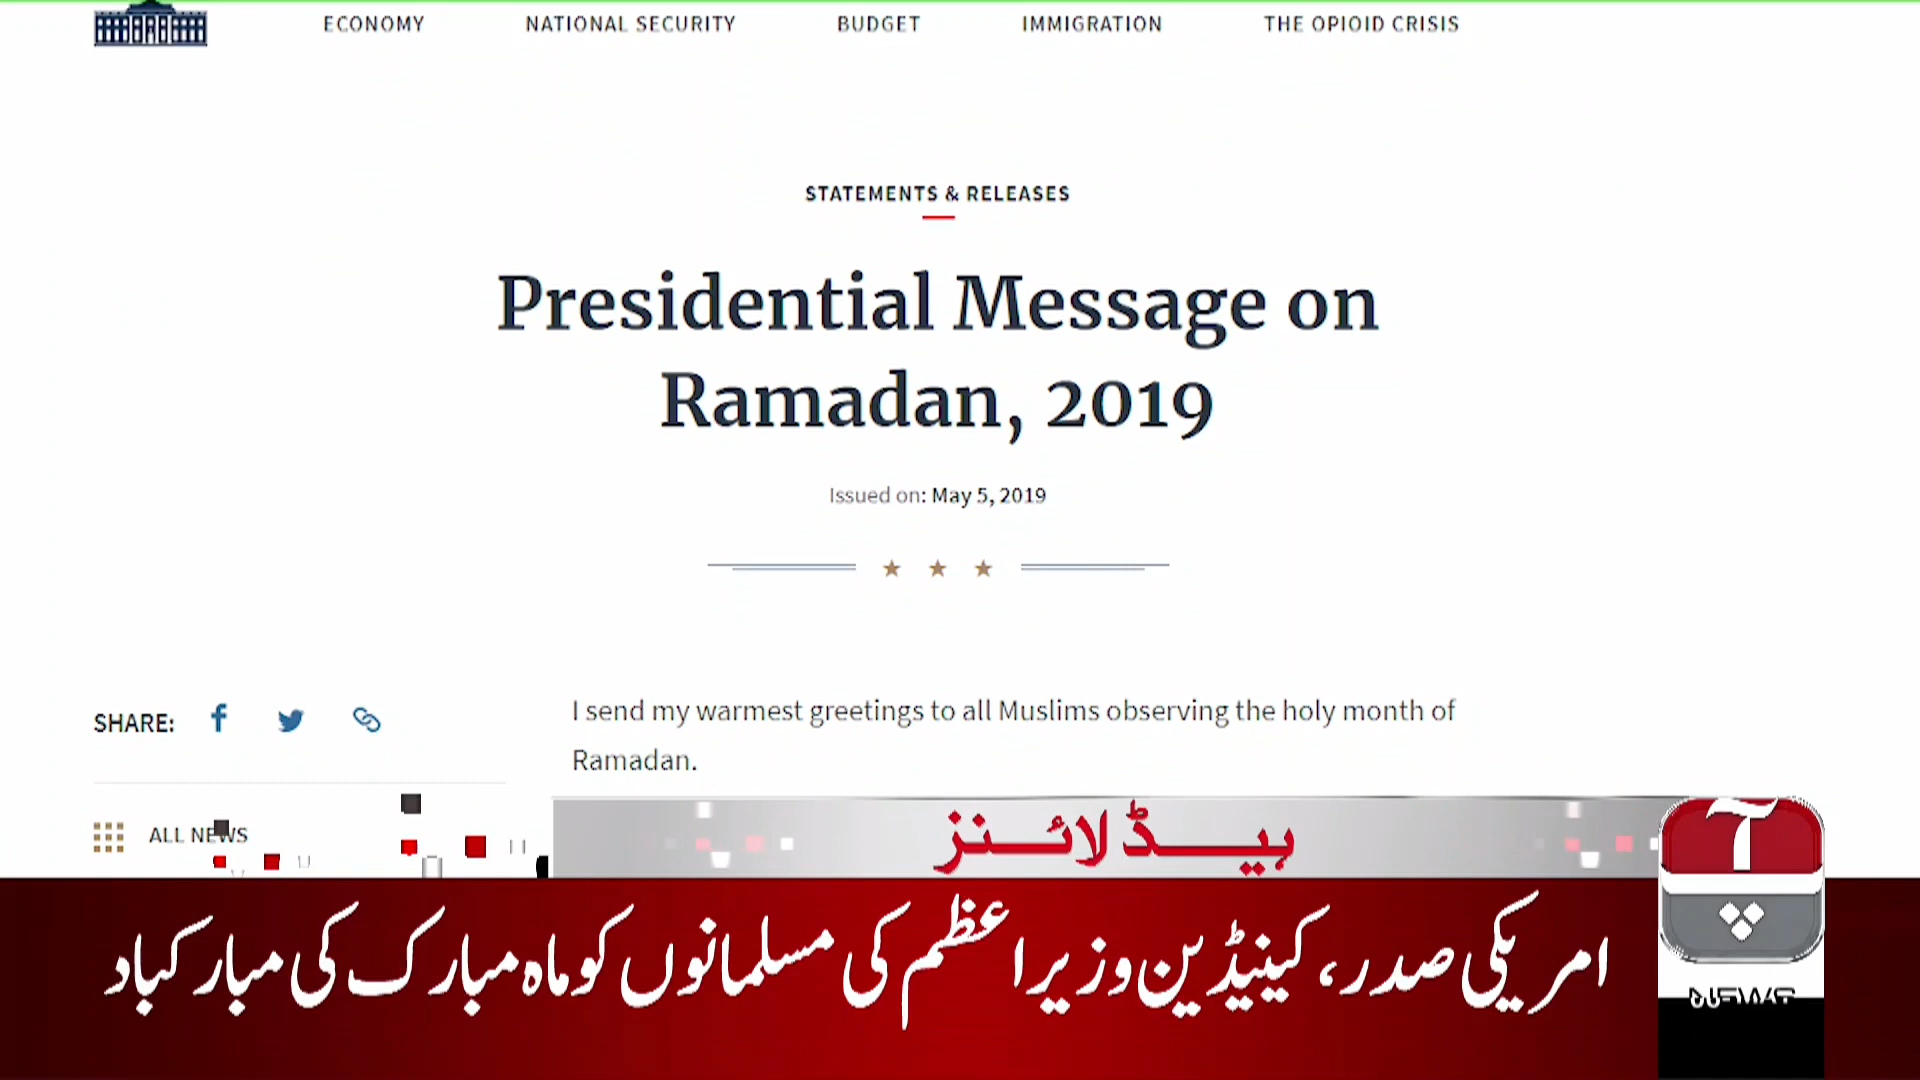 ECONOMY NATIONAL SECURITY BUDGET IMMIGRATION THE OPIOID CRISIS
STATEMENTS & RELEASES
Presidential Message on
Ramadan, 2019
Issued on: May 5, 2019
SHARE:
I send my warmest greetings to all Muslims observing the holy month of
Ramadan.
ALL NEWS
ہیڈ لائنز
امریکی صدر، کینیڈین وزیراعظم کی مسلمانوں کو ماہ مبارک کی مبارکباد
آپ